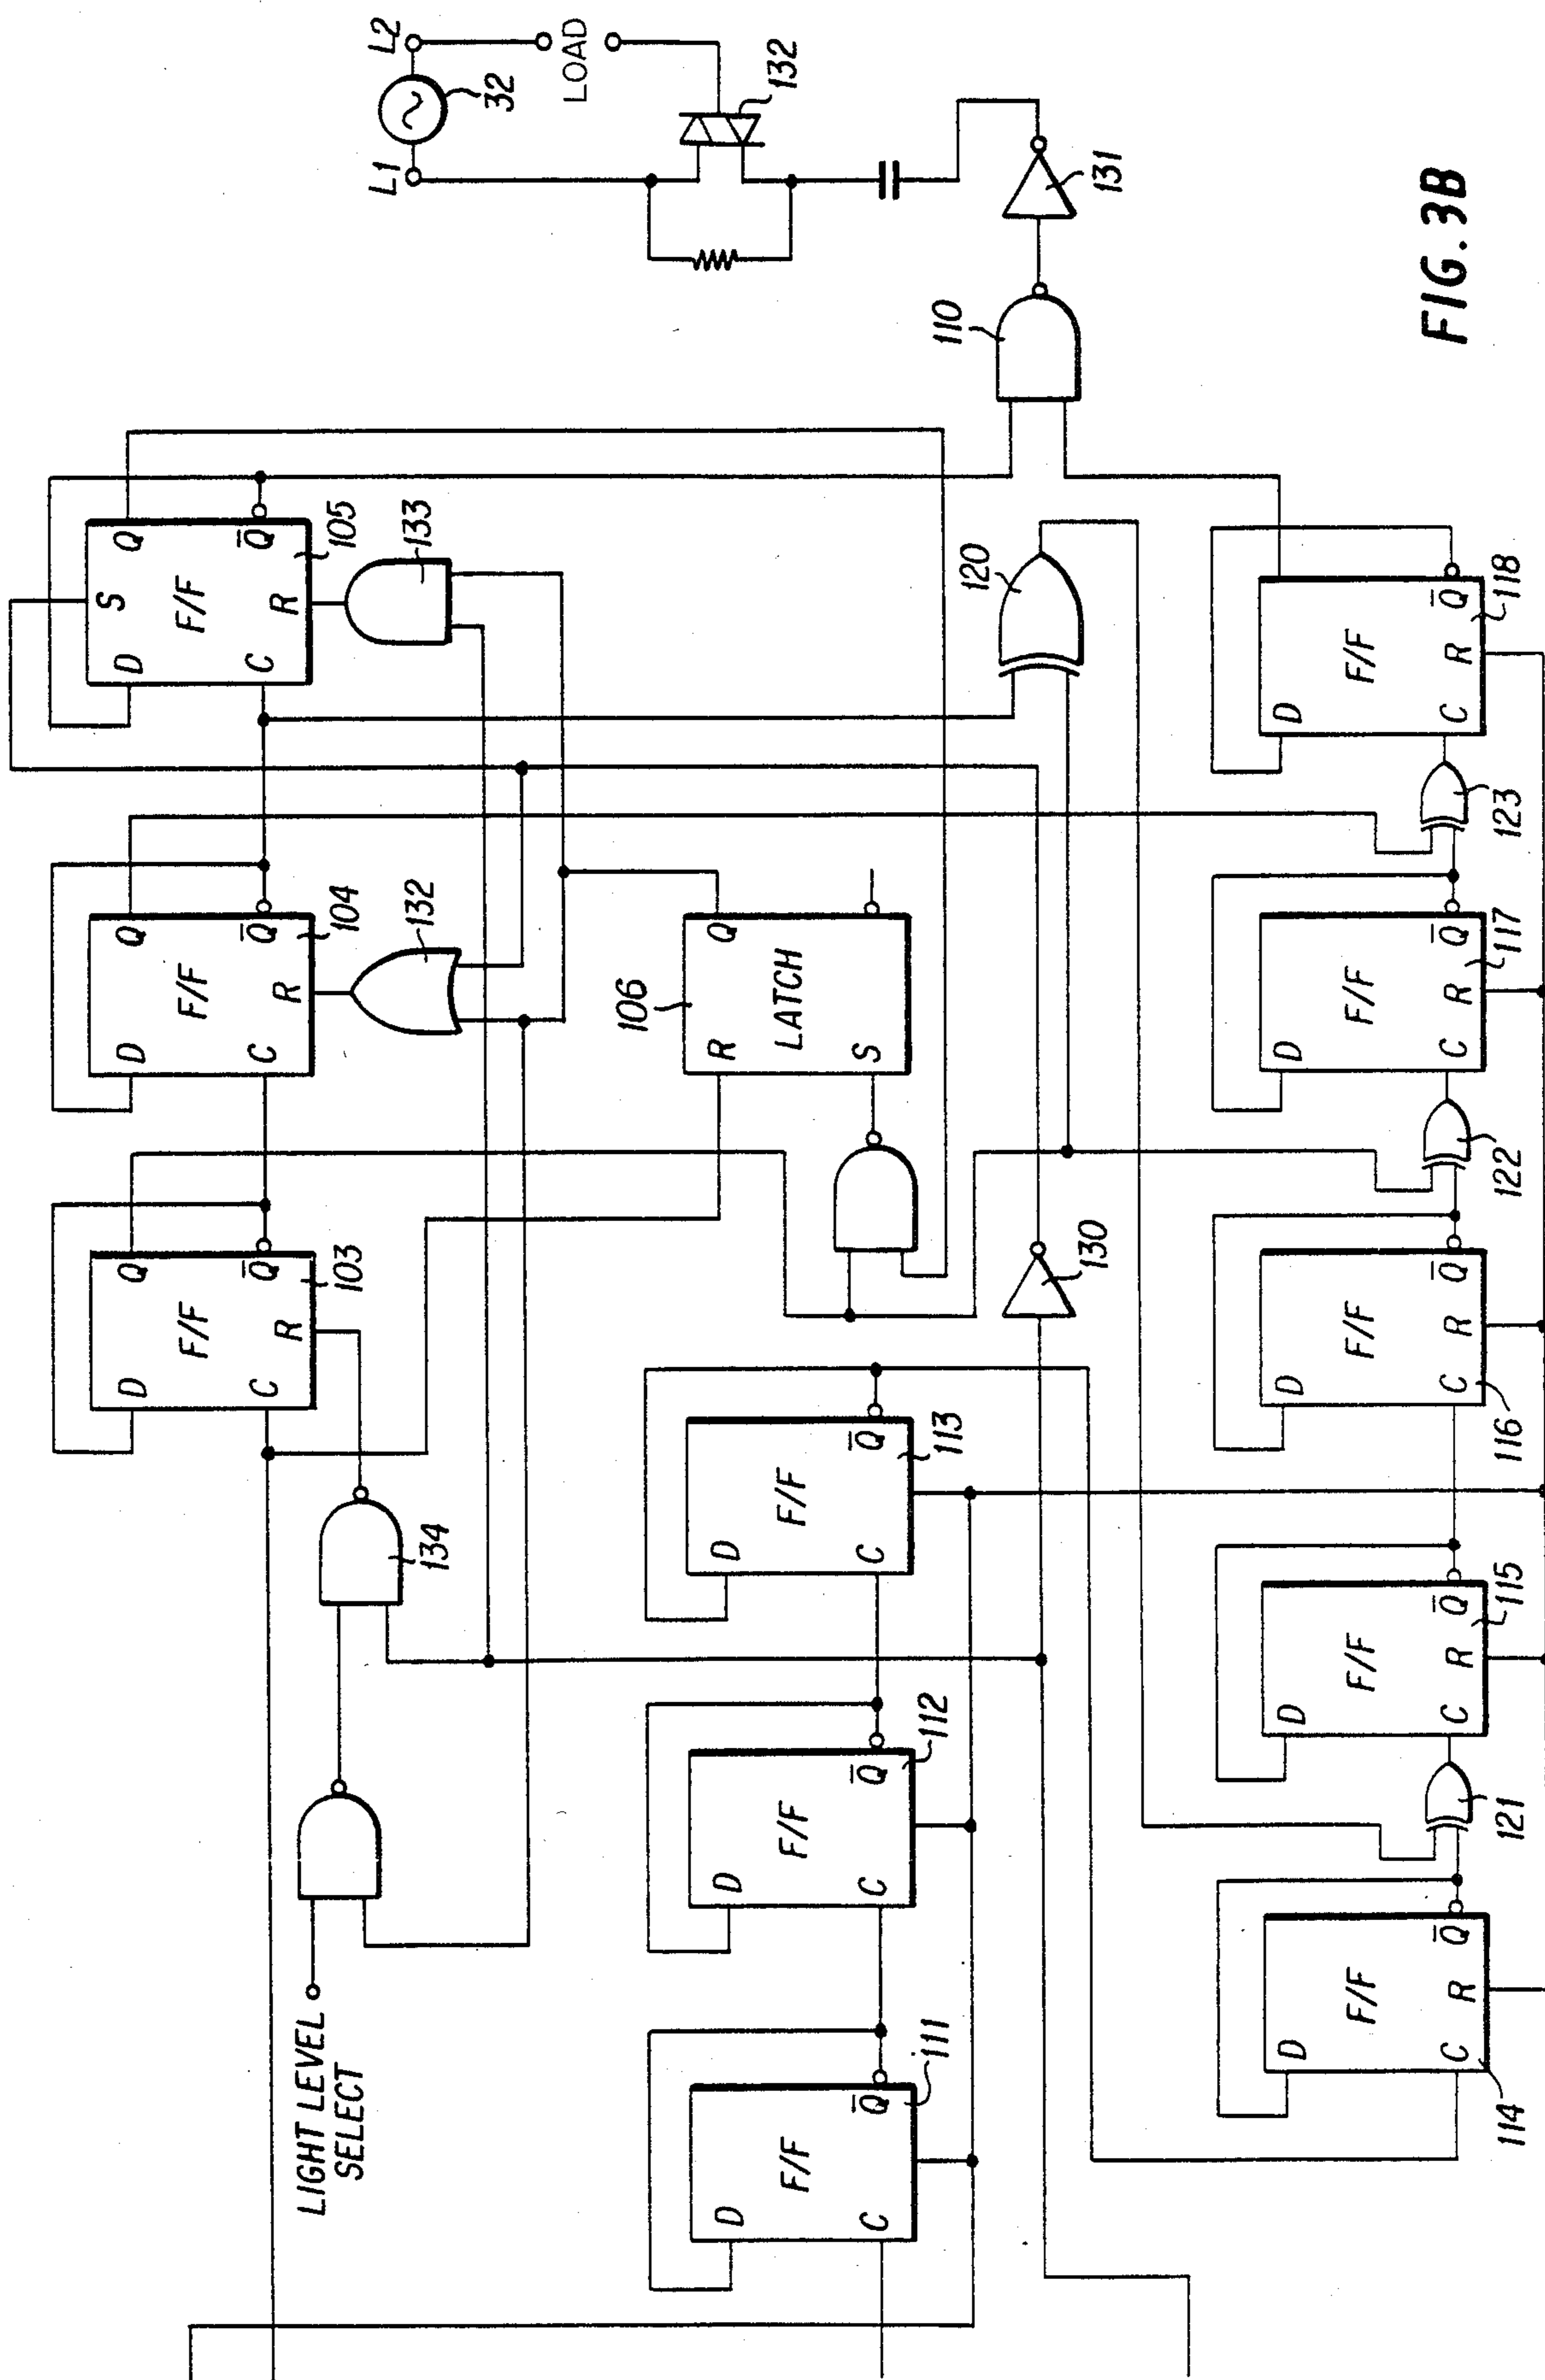 L1
L2
32
LOAD
132
131
110
FIG. 3B
LIGHT LEVEL
SELECT
134
D
Q
F/F
C
Q̅
R
103
D
Q
F/F
C
Q̅
R
104
132
D
S
Q
F/F
C
Q̅
R
105
133
D
F/F
C
Q̅
111
D
F/F
C
Q̅
112
D
F/F
C
Q̅
113
106
R
Q
LATCH
S
130
120
D
F/F
C
R
Q̅
114
121
D
F/F
C
R
Q̅
115
D
F/F
C
R
Q̅
116
122
D
F/F
C
R
Q̅
117
123
D
F/F
C
R
Q̅
118